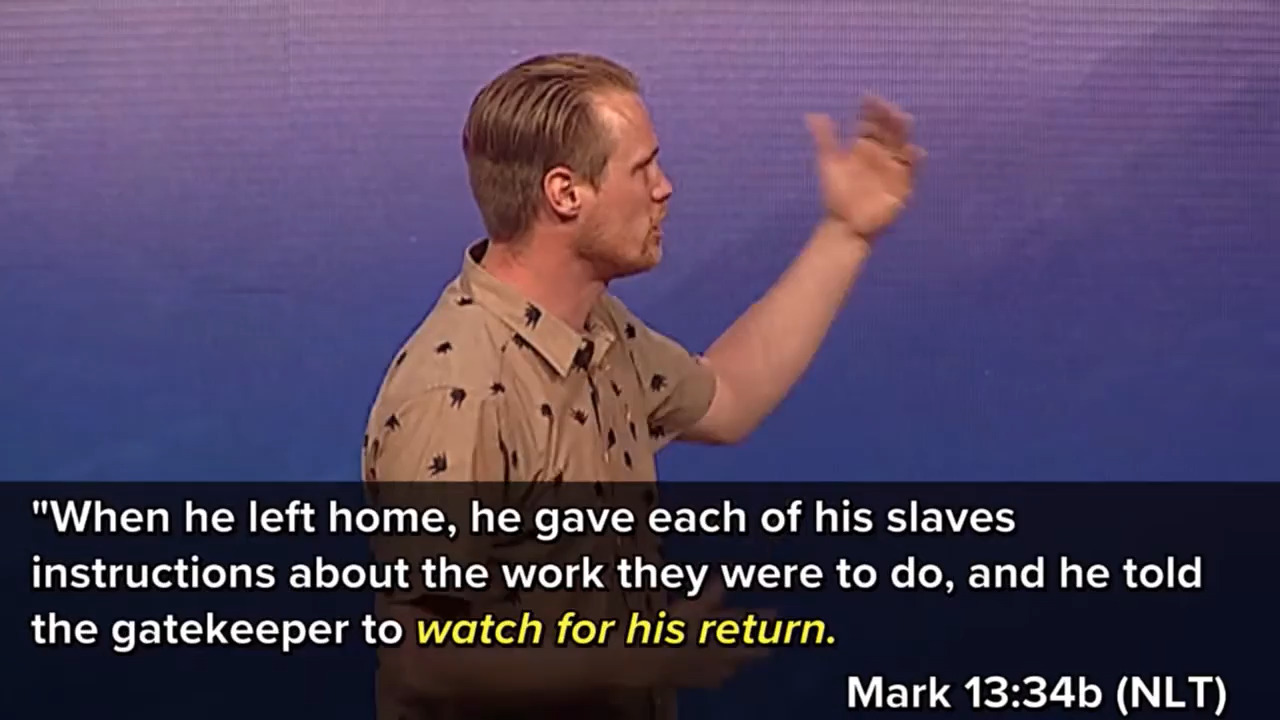 "When he left home, he gave each of his slaves
instructions about the work they were to do, and he told
the gatekeeper to watch for his return.
Mark 13:34b (NLT)